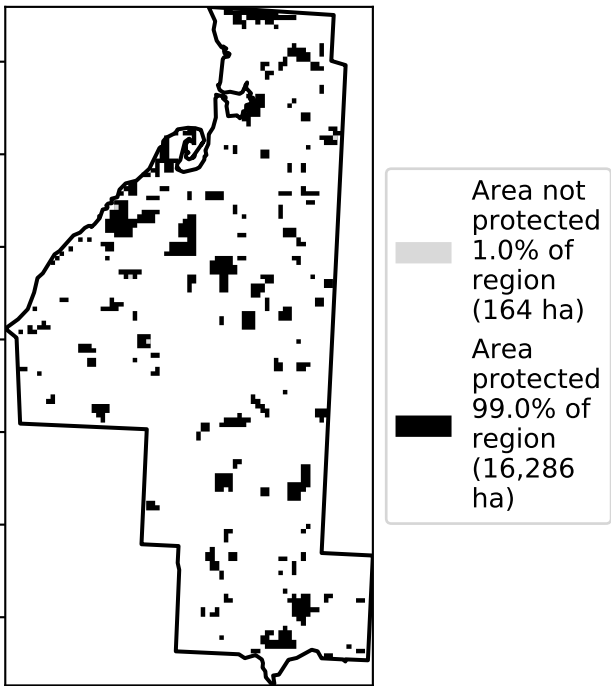 Area not
protected
1.0% of
region
(164 ha)
Area
protected
99.0% of
region
(16,286
ha)